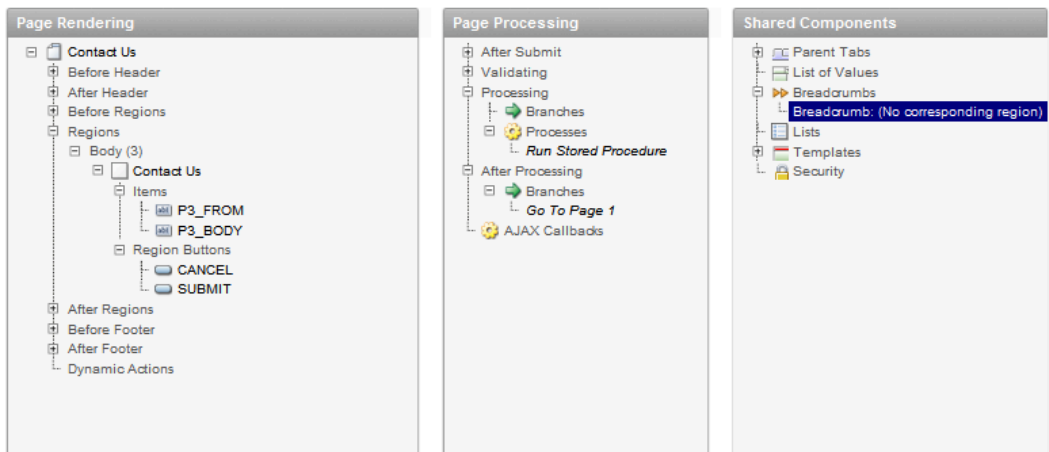 Page Rendering
Contact Us
Before Header
After Header
Before Regions
Regions
Body (3)
Contact Us
Items
P3_FROM
P3_BODY
Region Buttons
CANCEL
SUBMIT
After Regions
Before Footer
After Footer
Dynamic Actions
Page Processing
After Submit
Validating
Processing
Branches
Processes
Run Stored Procedure
After Processing
Branches
Go To Page 1
AJAX Callbacks
Shared Components
Parent Tabs
List of Values
Breadcrumbs
Breadcrumb: (No corresponding region)
Lists
Templates
Security